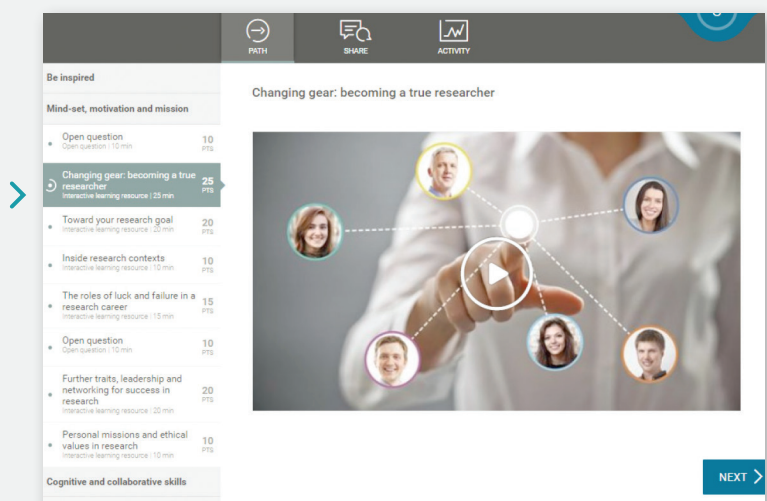 PATH
SHARE
ACTIVITY
Be inspired
Mind-set, motivation and mission
Open question
Open question | 10 min
10
PTS
Changing gear: becoming a true
researcher
Interactive learning resource | 25 min
25
PTS
Toward your research goal
Interactive learning resource | 20 min
20
PTS
Inside research contexts
Interactive learning resource | 10 min
10
PTS
The roles of luck and failure in a
research career
Interactive learning resource | 15 min
15
PTS
Open question
Open question | 10 min
10
PTS
Further traits, leadership and
networking for success in
research
Interactive learning resource | 20 min
20
PTS
Personal missions and ethical
values in research
Interactive learning resource | 10 min
10
PTS
Cognitive and collaborative skills
Changing gear: becoming a true researcher
NEXT